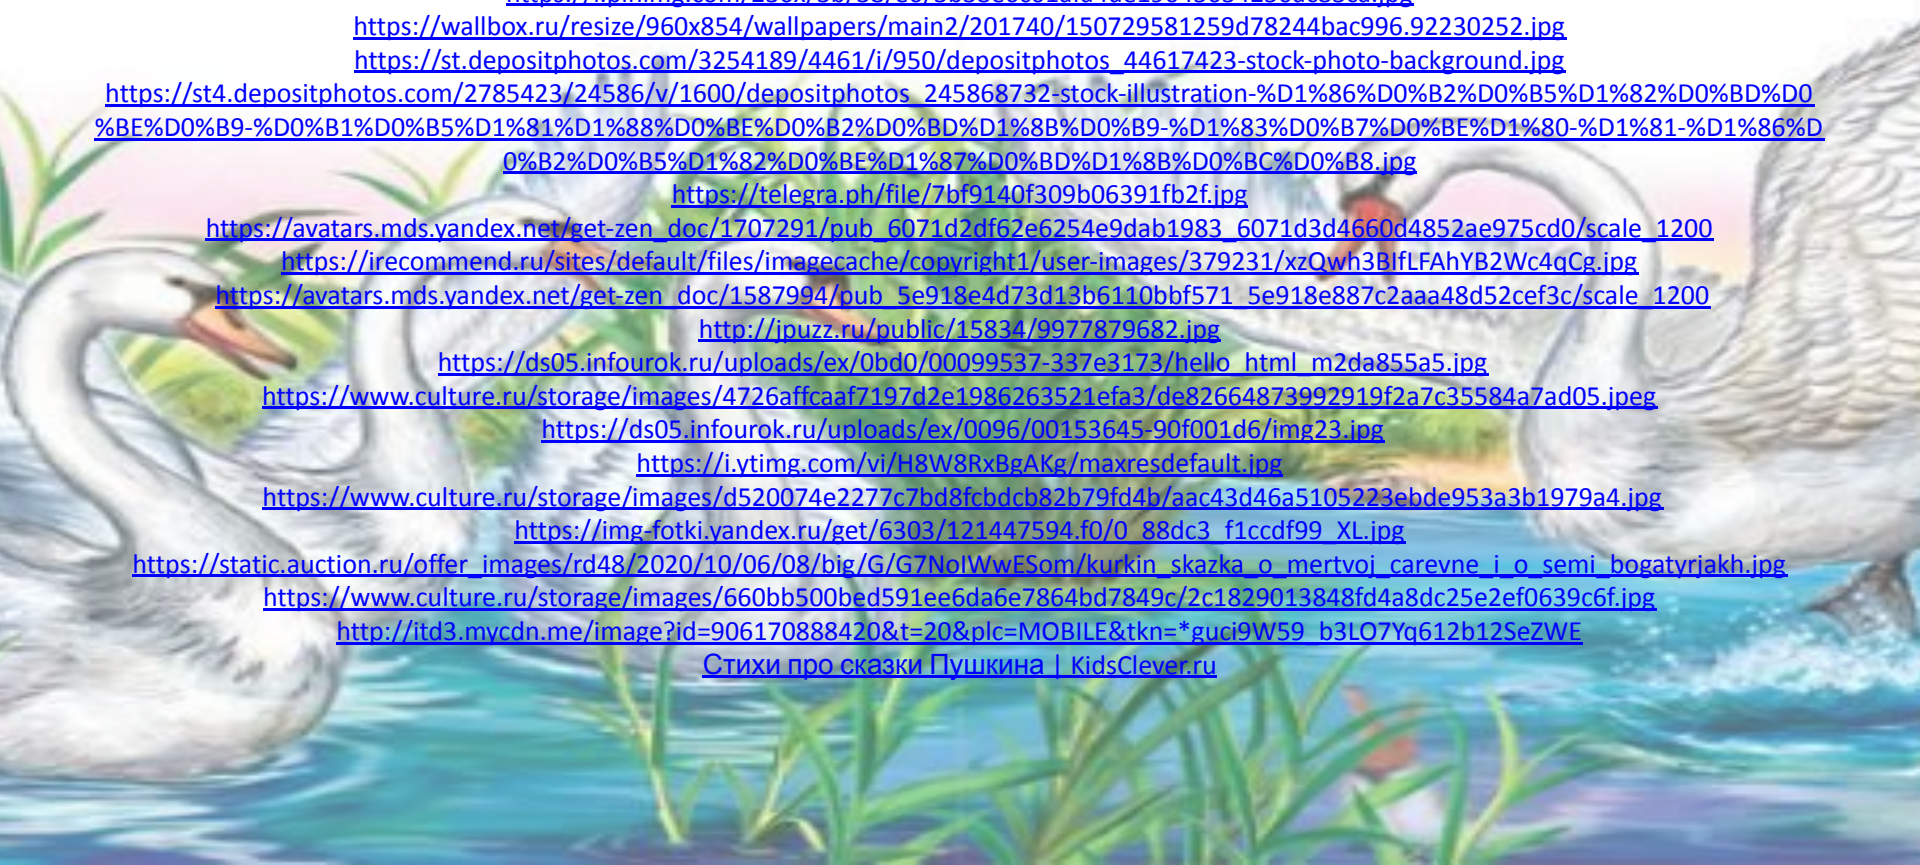 https://wallbox.ru/resize/960x854/wallpapers/main2/201740/150729581259d78244bac996.92230252.jpg
https://st.depositphotos.com/3254189/4461/i/950/depositphotos_44617423-stock-photo-background.jpg
https://st4.depositphotos.com/2785423/24586/v/1600/depositphotos_245868732-stock-illustration-%D1%86%D0%B2%D0%B5%D1%82%D0%BD%D0
%BE%D0%B9-%D0%B1%D0%B5%D1%81%D1%88%D0%BE%D0%B2%D0%BD%D1%8B%D0%B9-%D1%83%D0%B7%D0%BE%D1%80-%D1%81-%D1%86%D
0%B2%D0%B5%D1%82%D0%BE%D1%87%D0%BD%D1%8B%D0%BC%D0%B8.jpg
https://telegra.ph/file/7bf9140f309b06391fb2f.jpg
https://avatars.mds.yandex.net/get-zen_doc/1707291/pub_6071d2df62e6254e9dab1983_6071d3d4660d4852ae975cd0/scale_1200
https://irecommend.ru/sites/default/files/imagecache/copyright1/user-images/379231/xzQwh3BIfLFAhYB2Wc4qCg.jpg
https://avatars.mds.yandex.net/get-zen_doc/1587994/pub_5e918e4d73d13b6110bbf571_5e918e887c2aaa48d52cef3c/scale_1200
http://jpuzz.ru/public/15834/9977879682.jpg
https://ds05.infourok.ru/uploads/ex/0bd0/00099537-337e3173/hello_html_m2da855a5.jpg
https://www.culture.ru/storage/images/4726affcaaf7197d2e1986263521efa3/de82664873992919f2a7c35584a7ad05.jpeg
https://ds05.infourok.ru/uploads/ex/0096/00153645-90f001d6/img23.jpg
https://i.ytimg.com/vi/H8W8RxBgAKg/maxresdefault.jpg
https://www.culture.ru/storage/images/d520074e2277c7bd8fcbdcb82b79fd4b/aac43d46a5105223ebde953a3b1979a4.jpg
https://img-fotki.yandex.ru/get/6303/121447594.f0/0_88dc3_f1ccdf99_XL.jpg
https://static.auction.ru/offer_images/rd48/2020/10/06/08/big/G/G7NoIWwESom/kurkin_skazka_o_mertvoj_carevne_i_o_semi_bogatyrjakh.jpg
https://www.culture.ru/storage/images/660bb500bed591ee6da6e7864bd7849c/2c1829013848fd4a8dc25e2ef0639c6f.jpg
http://itd3.mycdn.me/image?id=906170888420&t=20&plc=MOBILE&tkn=*guci9W59_b3LO7Yq612b12SeZWE
Стихи про сказки Пушкина | KidsClever.ru